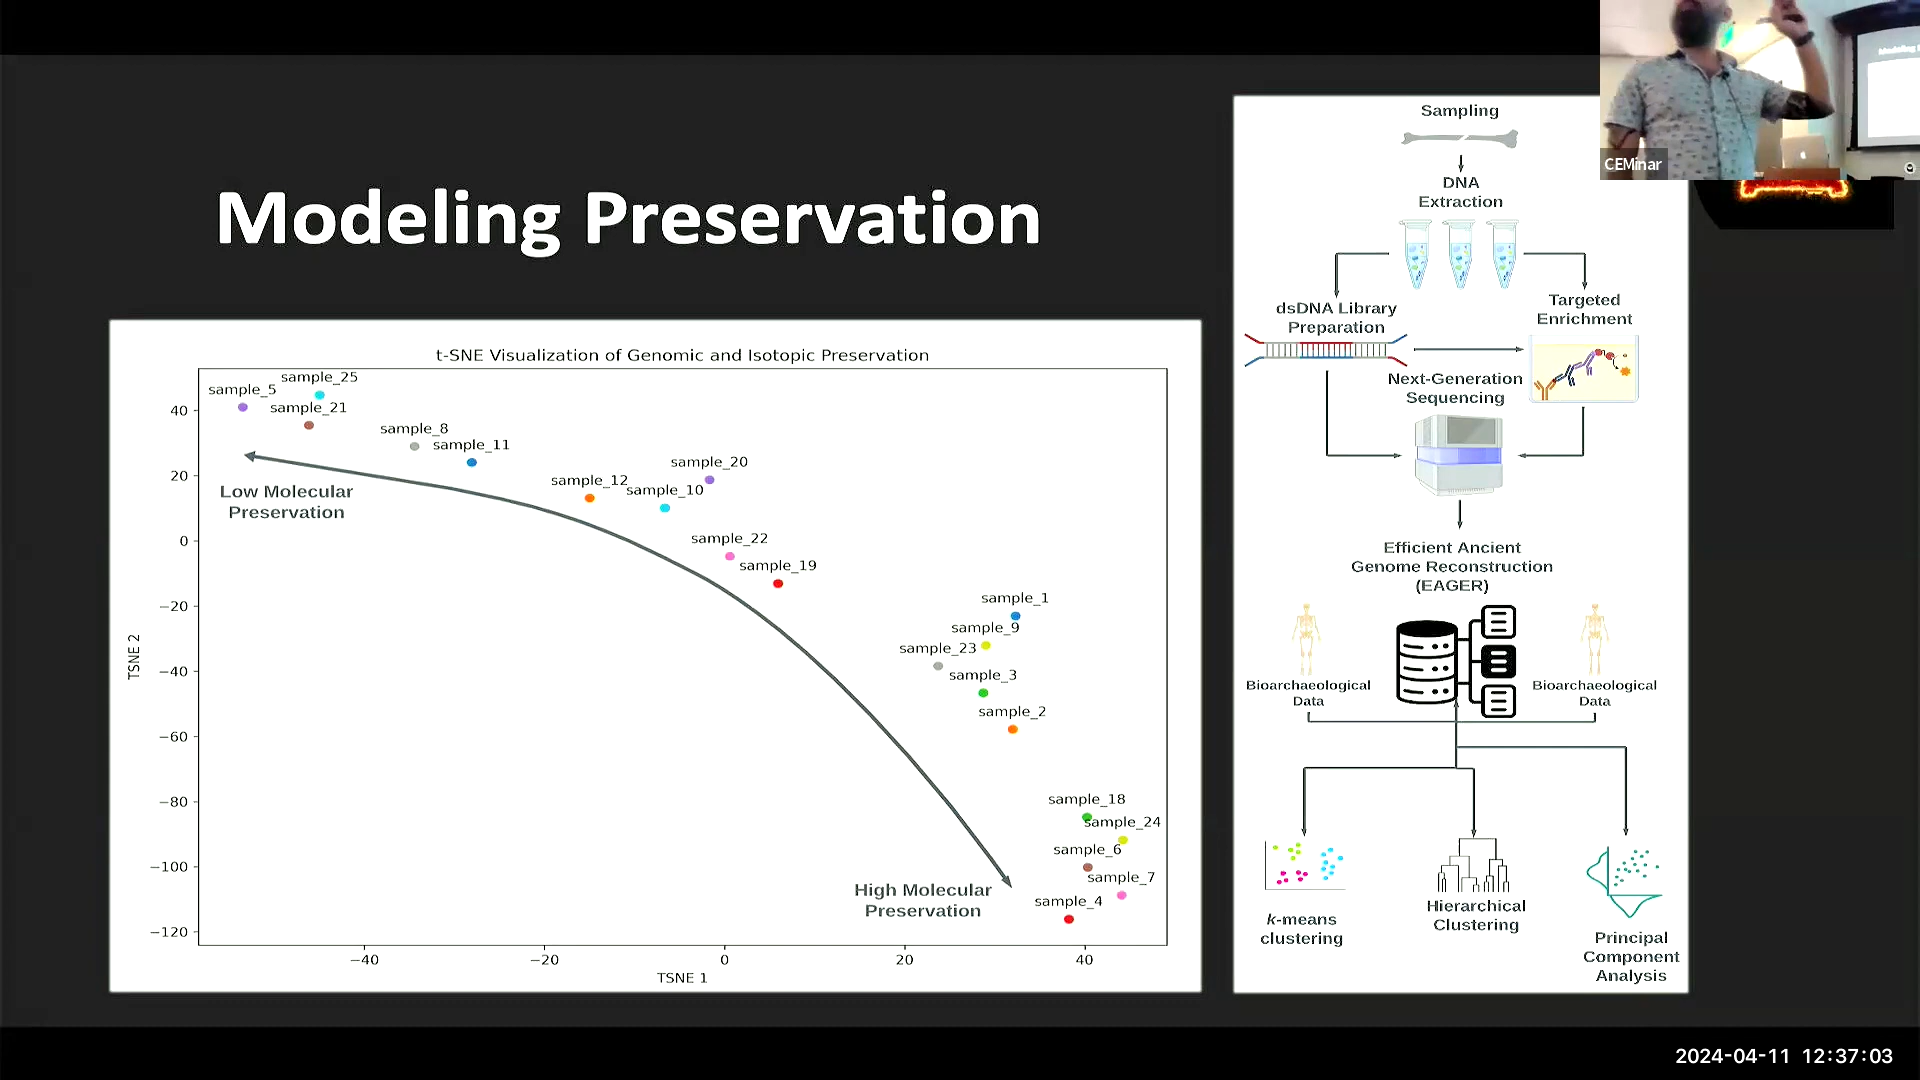 Modeling Preservation
t-SNE Visualization of Genomic and Isotopic Preservation
sample_25
sample_5
sample_21
sample_8
sample_11
sample_20
sample_12
sample_10
sample_22
sample_19
sample_1
sample_9
sample_23
sample_3
sample_2
sample_18
sample_24
sample_6
sample_7
sample_4
Low Molecular
Preservation
High Molecular
Preservation
40
20
0
−20
−40
−60
−80
−100
−120
TSNE 2
−40
−20
0
20
40
TSNE 1
Sampling
DNA
Extraction
dsDNA Library
Preparation
Targeted
Enrichment
Next-Generation
Sequencing
Efficient Ancient
Genome Reconstruction
(EAGER)
Bioarchaeological
Data
Bioarchaeological
Data
k-means
clustering
Hierarchical
Clustering
Principal
Component
Analysis
CEMinar
2024-04-11 12:37:03